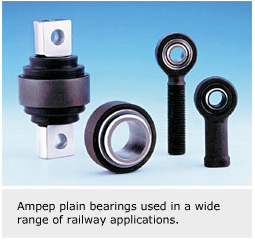 Ampep plain bearings used in a wide
range of railway applications.